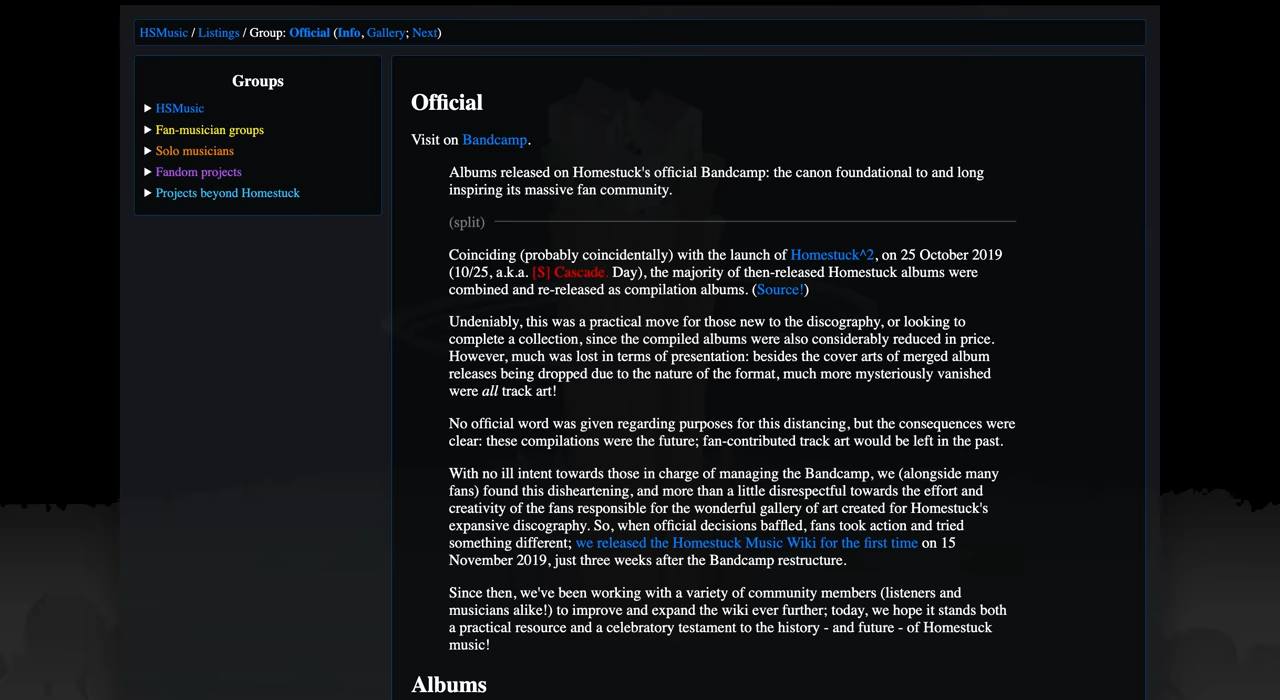 HSMusic / Listings / Group: Official (Info, Gallery; Next)
Groups
▶ HSMusic
▶ Fan-musician groups
▶ Solo musicians
▶ Fandom projects
▶ Projects beyond Homestuck
Official
Visit on Bandcamp.
Albums released on Homestuck's official Bandcamp: the canon foundational to and long
inspiring its massive fan community.
(split)
Coinciding (probably coincidentally) with the launch of Homestuck^2, on 25 October 2019
(10/25, a.k.a. [S] Cascade. Day), the majority of then-released Homestuck albums were
combined and re-released as compilation albums. (Source!)
Undeniably, this was a practical move for those new to the discography, or looking to
complete a collection, since the compiled albums were also considerably reduced in price.
However, much was lost in terms of presentation: besides the cover arts of merged album
releases being dropped due to the nature of the format, much more mysteriously vanished
were all track art!
No official word was given regarding purposes for this distancing, but the consequences were
clear: these compilations were the future; fan-contributed track art would be left in the past.
With no ill intent towards those in charge of managing the Bandcamp, we (alongside many
fans) found this disheartening, and more than a little disrespectful towards the effort and
creativity of the fans responsible for the wonderful gallery of art created for Homestuck's
expansive discography. So, when official decisions baffled, fans took action and tried
something different; we released the Homestuck Music Wiki for the first time on 15
November 2019, just three weeks after the Bandcamp restructure.
Since then, we've been working with a variety of community members (listeners and
musicians alike!) to improve and expand the wiki ever further; today, we hope it stands both
a practical resource and a celebratory testament to the history - and future - of Homestuck
music!
Albums